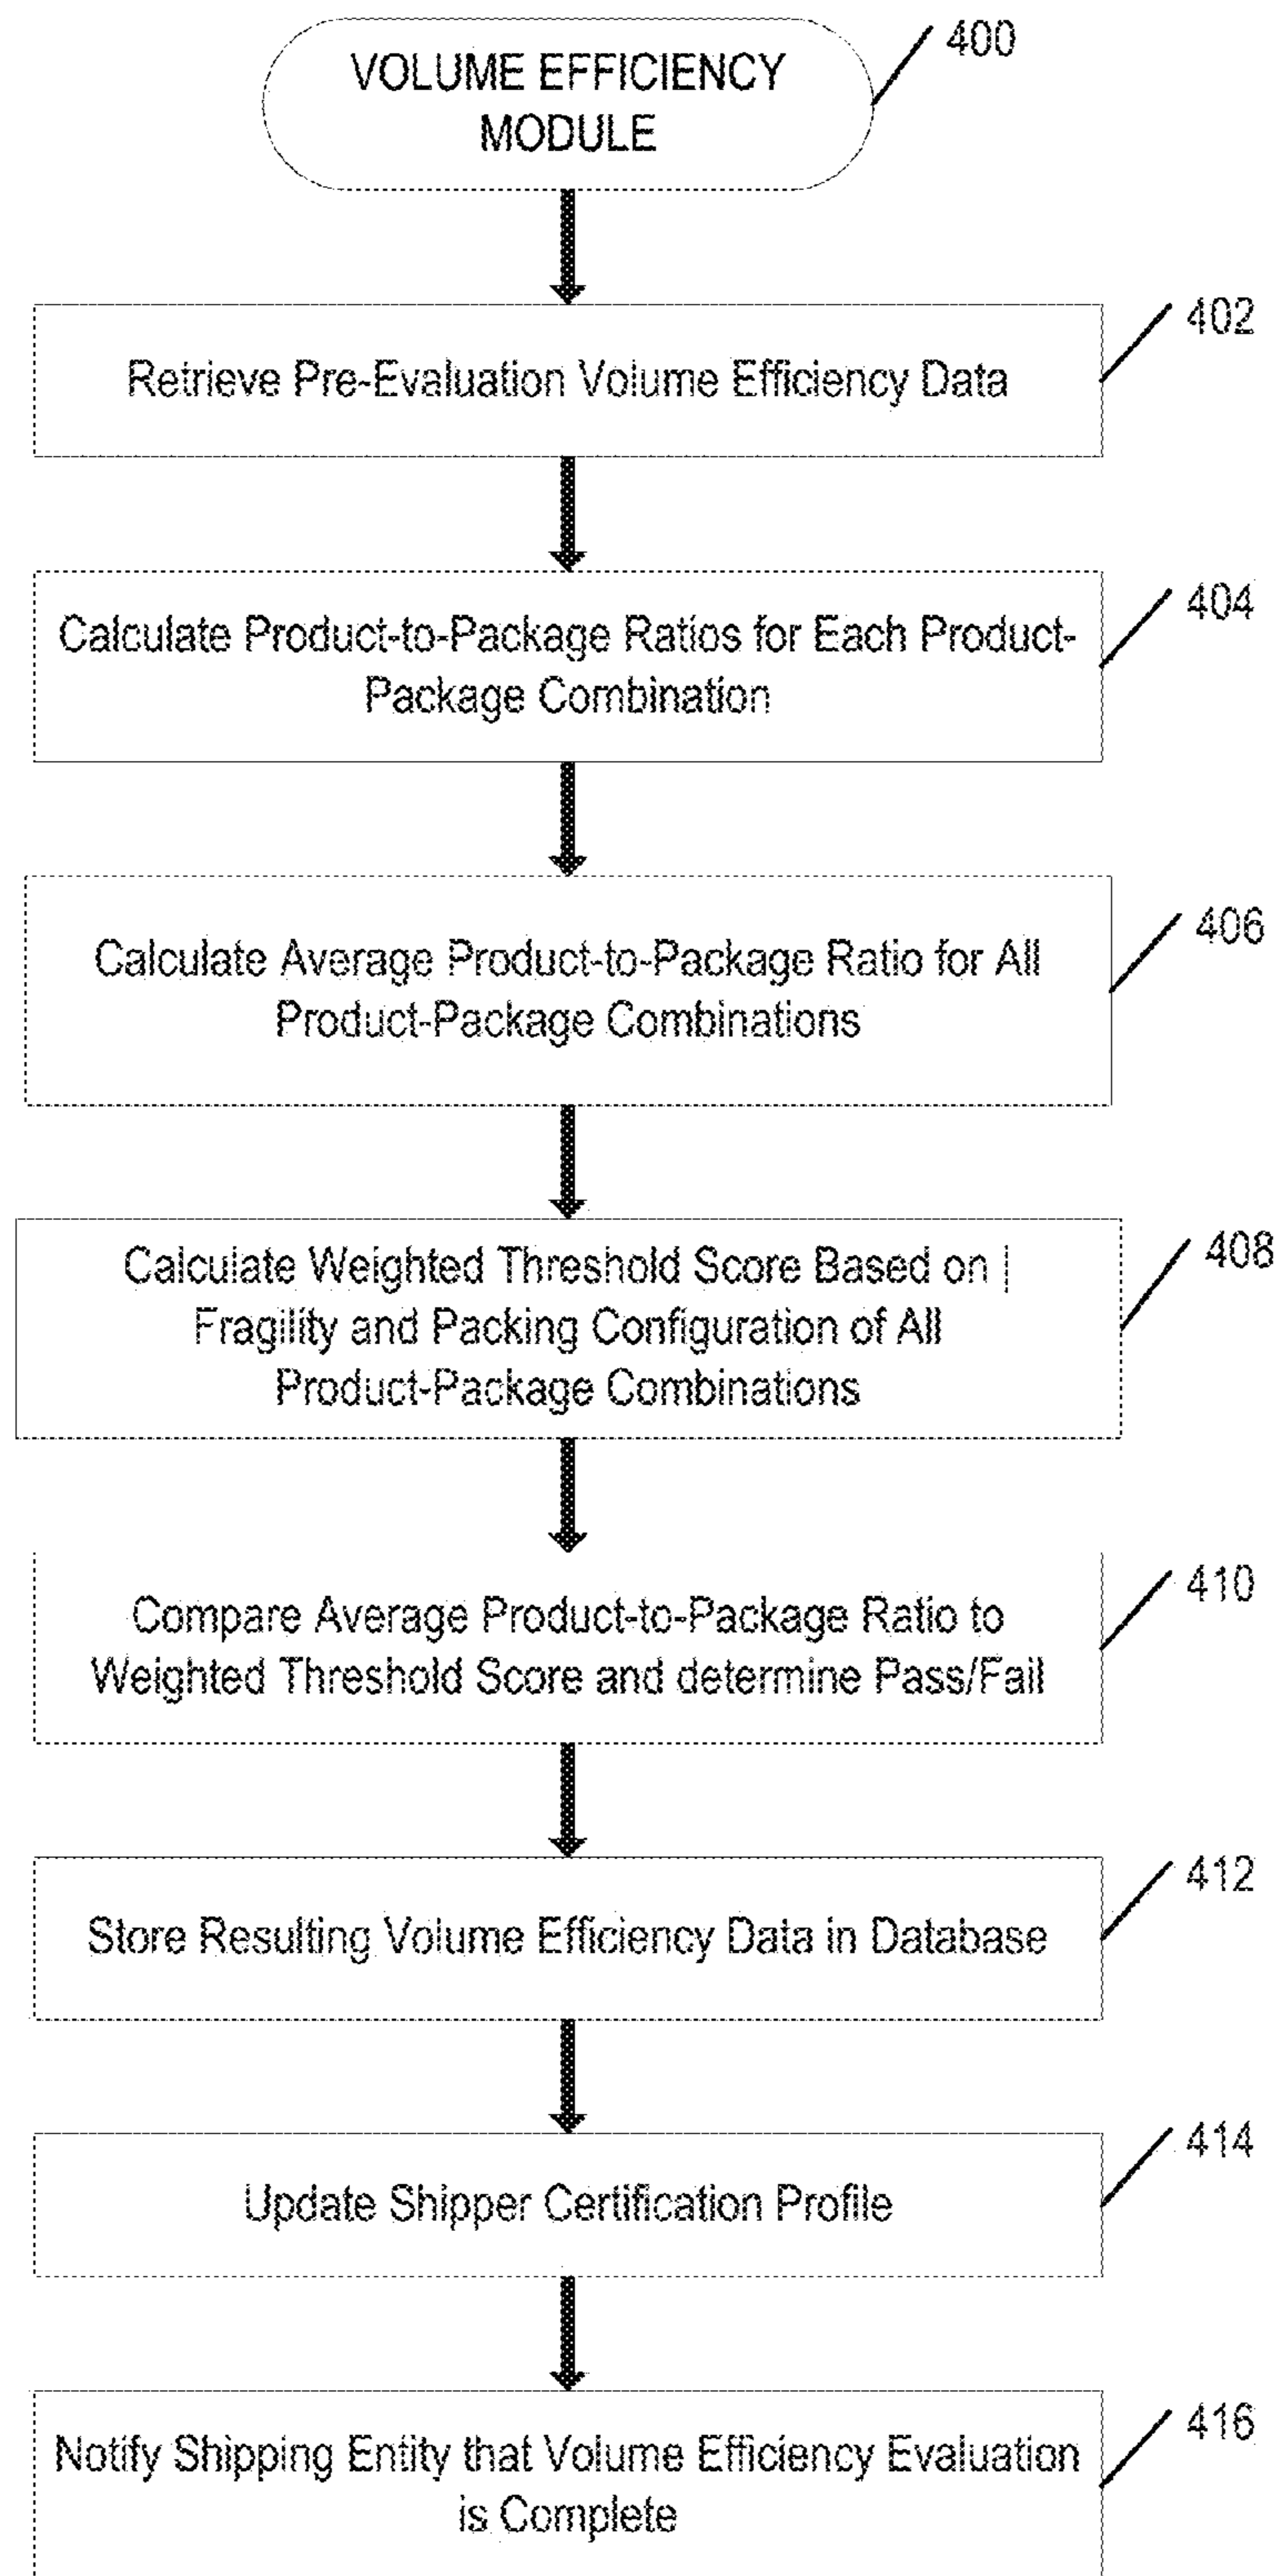 VOLUME EFFICIENCY
MODULE
400
Retrieve Pre-Evaluation Volume Efficiency Data
402
Calculate Product-to-Package Ratios for Each Product-
Package Combination
404
Calculate Average Product-to-Package Ratio for All
Product-Package Combinations
406
Calculate Weighted Threshold Score Based on |
Fragility and Packing Configuration of All
Product-Package Combinations
408
Compare Average Product-to-Package Ratio to
Weighted Threshold Score and determine Pass/Fail
410
Store Resulting Volume Efficiency Data in Database
412
Update Shipper Certification Profile
414
Notify Shipping Entity that Volume Efficiency Evaluation
is Complete
416